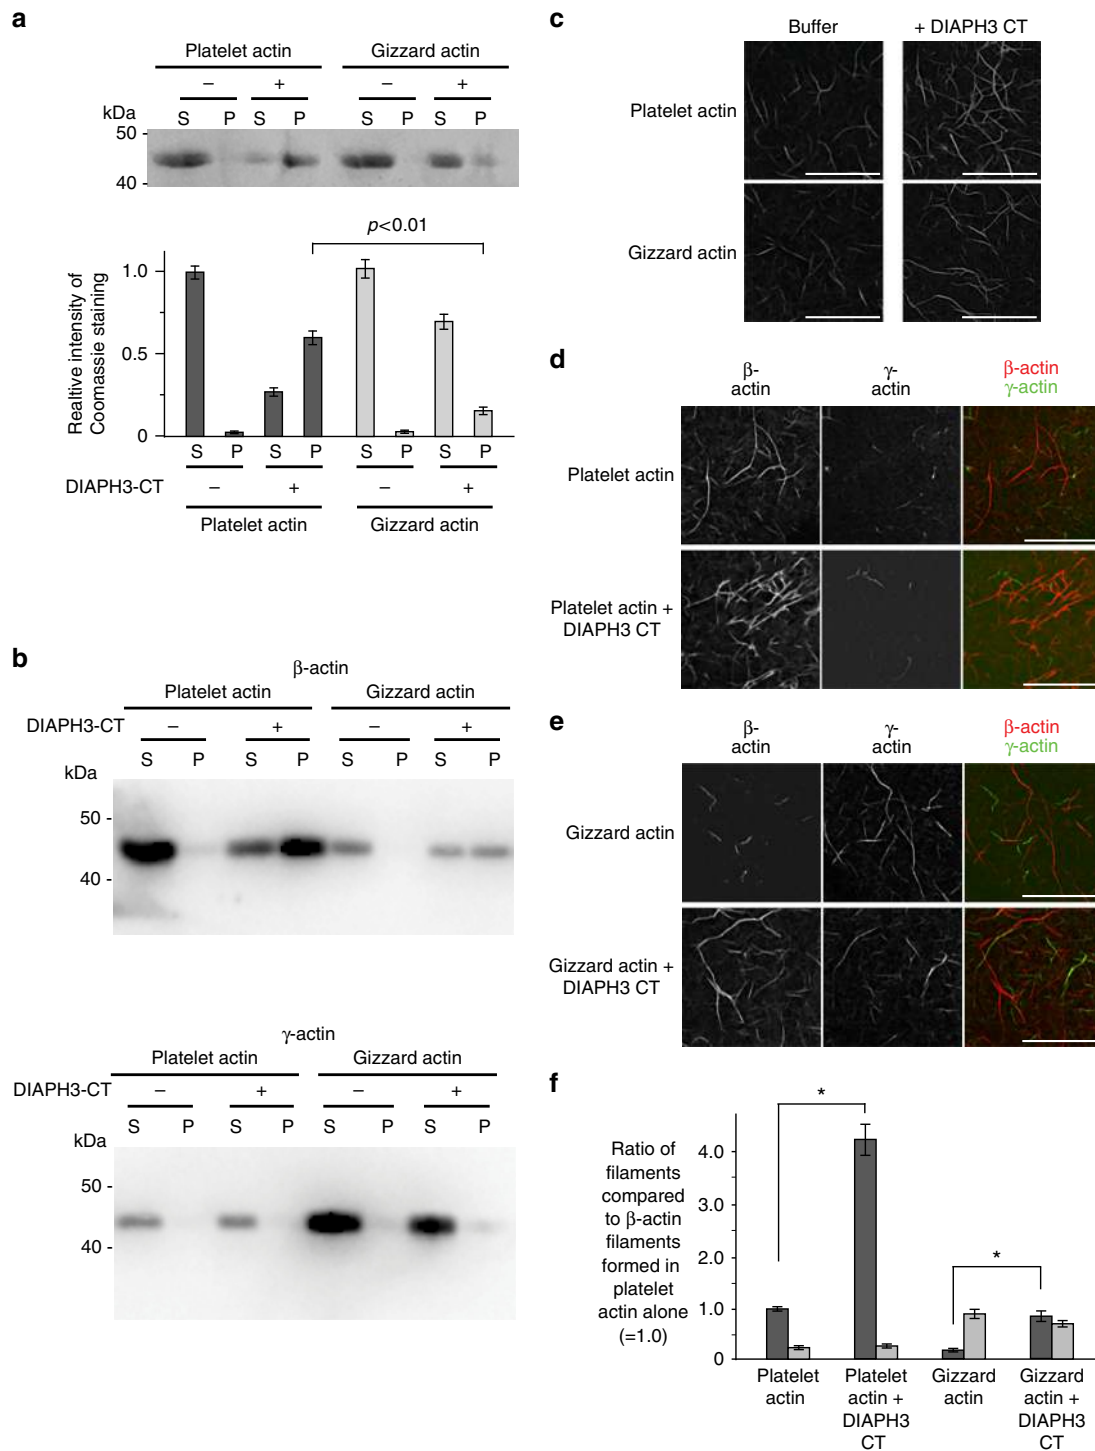 a
Platelet actin Gizzard actin
– + – +
kDa S P S P S P S P
50 -
40 -
p<0.01
Realtive intensity of
Coomassie staining
1.0
0.5
0
S P S P S P S P
DIAPH3-CT – + – +
Platelet actin Gizzard actin
b
β-actin
Platelet actin Gizzard actin
DIAPH3-CT – + – +
S P S P S P S P
kDa
50 -
40 -
γ-actin
Platelet actin Gizzard actin
DIAPH3-CT – + – +
S P S P S P S P
kDa
50 -
40 -
c
Buffer + DIAPH3 CT
Platelet actin
Gizzard actin
d
β-
actin
γ-
actin
β-actin
γ-actin
Platelet actin
Platelet actin +
DIAPH3 CT
e
β-
actin
γ-
actin
β-actin
γ-actin
Gizzard actin
Gizzard actin +
DIAPH3 CT
f
Ratio of
filaments
compared
to β-actin
filaments
formed in
platelet
actin alone
(=1.0)
4.0
3.0
2.0
1.0
0
*
*
Platelet
actin
Platelet
actin +
DIAPH3
CT
Gizzard
actin
Gizzard
actin +
DIAPH3
CT